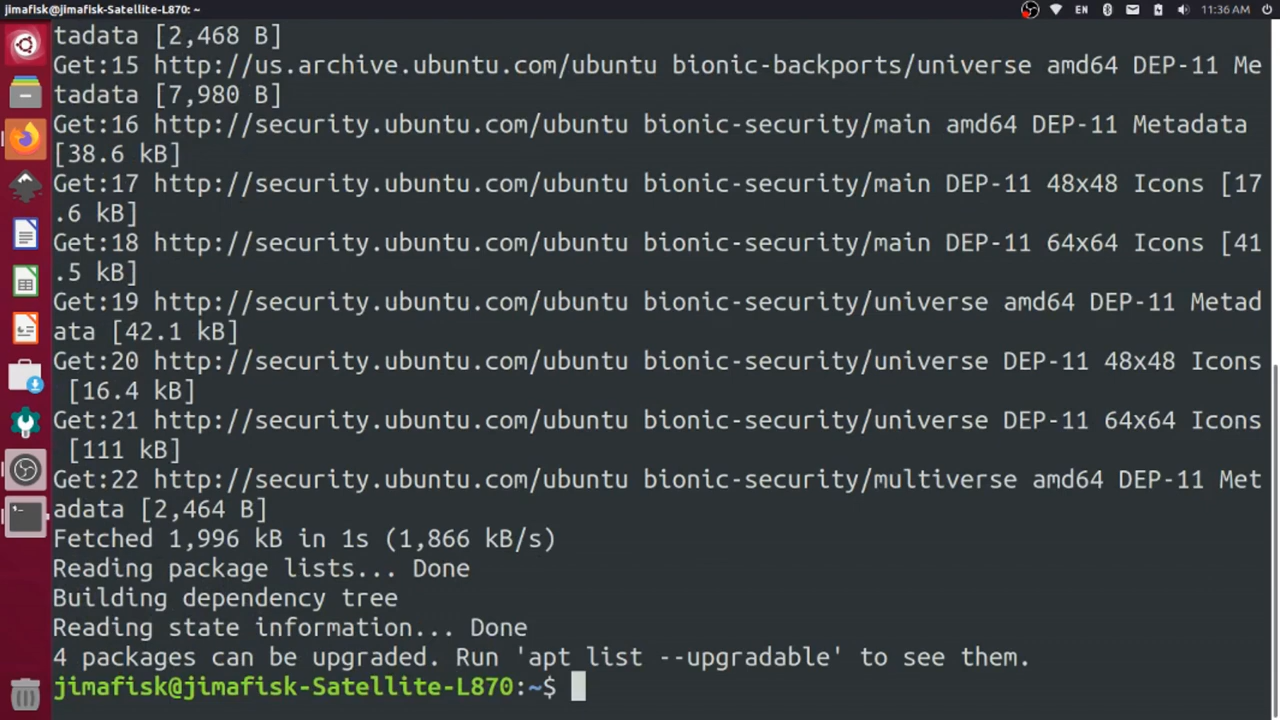 jimafisk@jimafisk-Satellite-L870: ~
EN
11:36 AM
tadata [2,468 B]
Get:15 http://us.archive.ubuntu.com/ubuntu bionic-backports/universe amd64 DEP-11 Me
tadata [7,980 B]
Get:16 http://security.ubuntu.com/ubuntu bionic-security/main amd64 DEP-11 Metadata
[38.6 kB]
Get:17 http://security.ubuntu.com/ubuntu bionic-security/main DEP-11 48x48 Icons [17
.6 kB]
Get:18 http://security.ubuntu.com/ubuntu bionic-security/main DEP-11 64x64 Icons [41
.5 kB]
Get:19 http://security.ubuntu.com/ubuntu bionic-security/universe amd64 DEP-11 Metad
ata [42.1 kB]
Get:20 http://security.ubuntu.com/ubuntu bionic-security/universe DEP-11 48x48 Icons
[16.4 kB]
Get:21 http://security.ubuntu.com/ubuntu bionic-security/universe DEP-11 64x64 Icons
[111 kB]
Get:22 http://security.ubuntu.com/ubuntu bionic-security/multiverse amd64 DEP-11 Met
adata [2,464 B]
Fetched 1,996 kB in 1s (1,866 kB/s)
Reading package lists... Done
Building dependency tree
Reading state information... Done
4 packages can be upgraded. Run 'apt list --upgradable' to see them.
jimafisk@jimafisk-Satellite-L870:~$